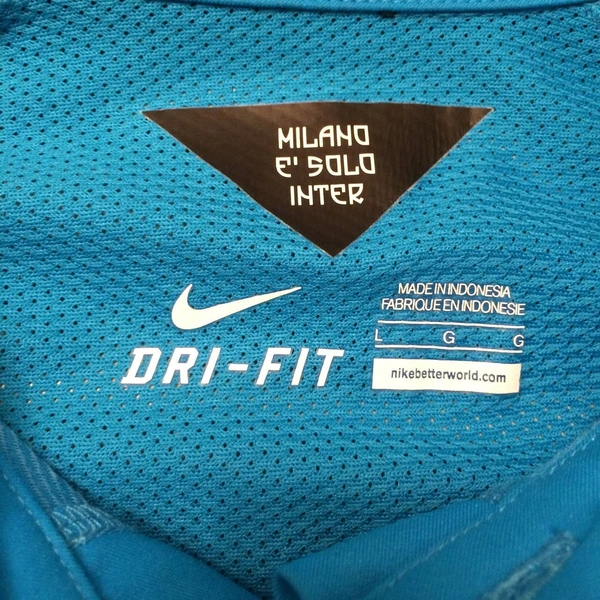 MILANO
E' SOLO
INTER
DRI-FIT
MADE IN INDONESIA
FABRIQUE EN INDONESIE
L G G
nikebetterworld.com